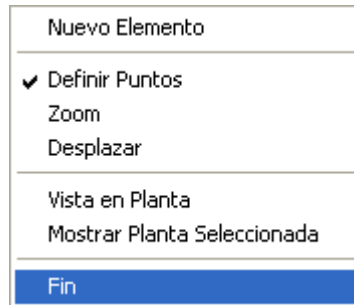 Nuevo Elemento
Definir Puntos
Zoom
Desplazar
Vista en Planta
Mostrar Planta Seleccionada
Fin